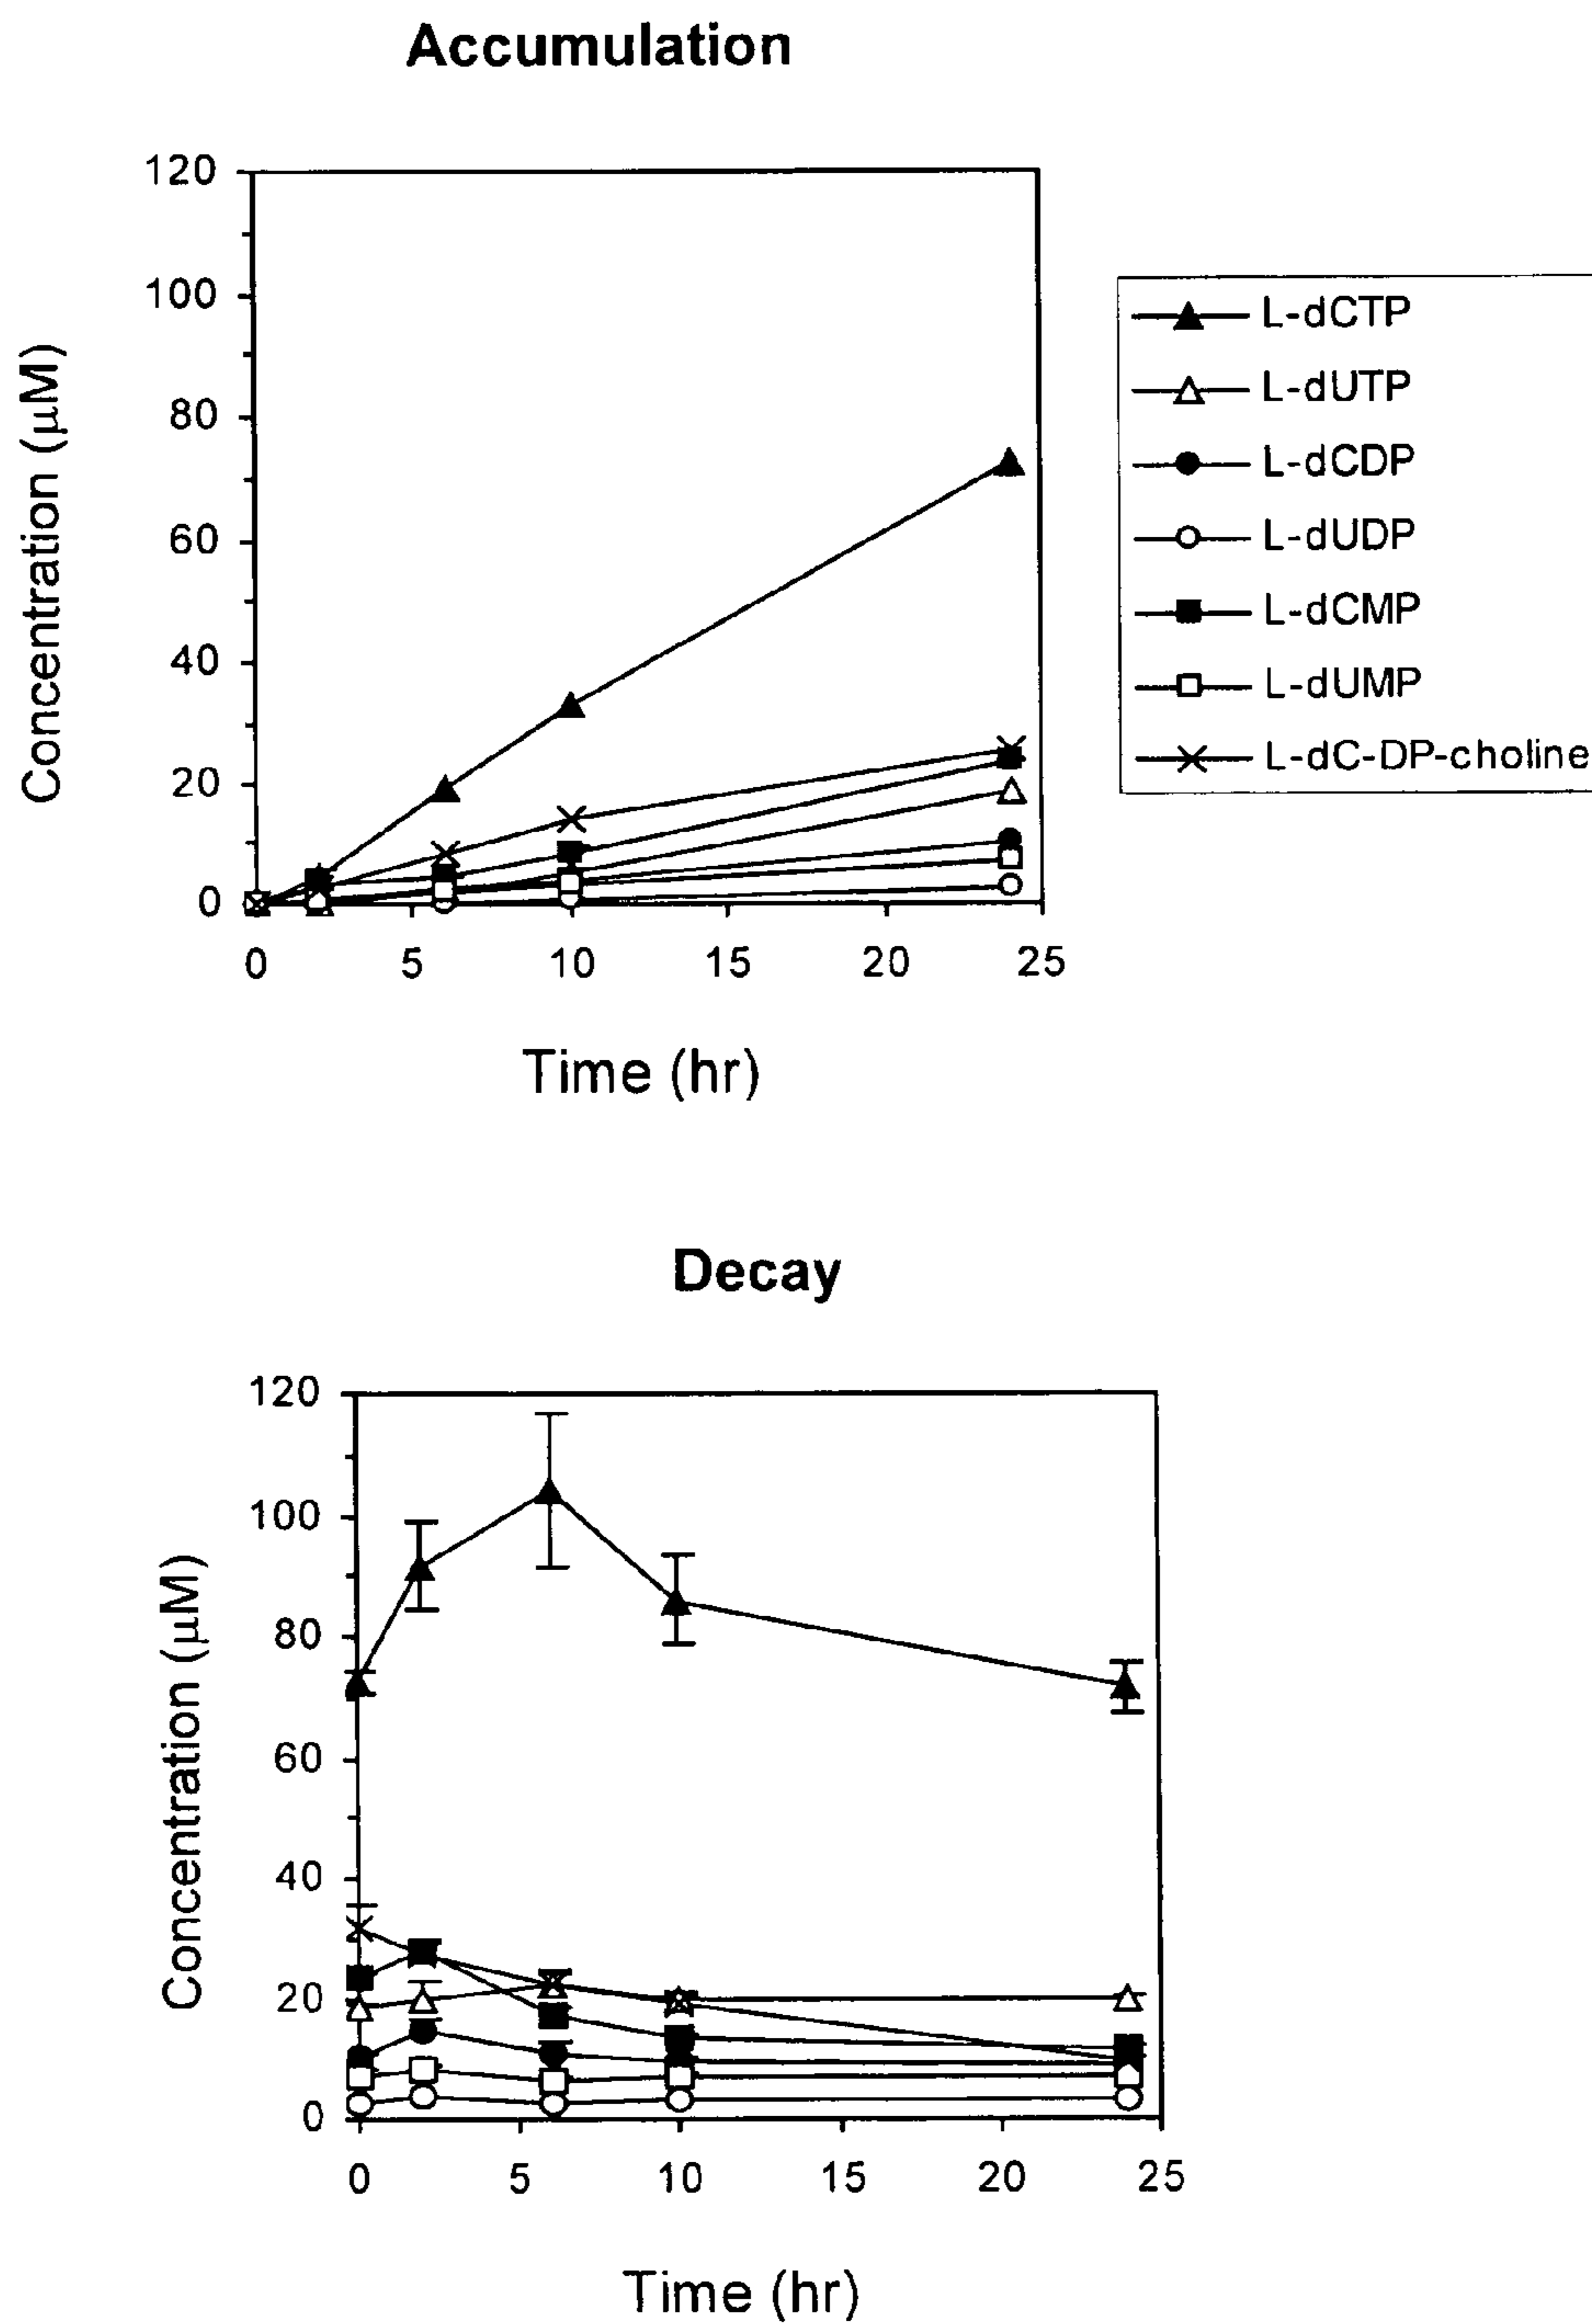 Accumulation
120
100
80
60
40
20
0
Concentration (μM)
0 5 10 15 20 25
Time (hr)
L-dCTP
L-dUTP
L-dCDP
L-dUDP
L-dCMP
L-dUMP
L-dC-DP-choline
Decay
120
100
80
60
40
20
0
Concentration (μM)
0 5 10 15 20 25
Time (hr)